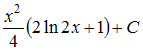 x²/4 (2 ln 2x + 1) + C